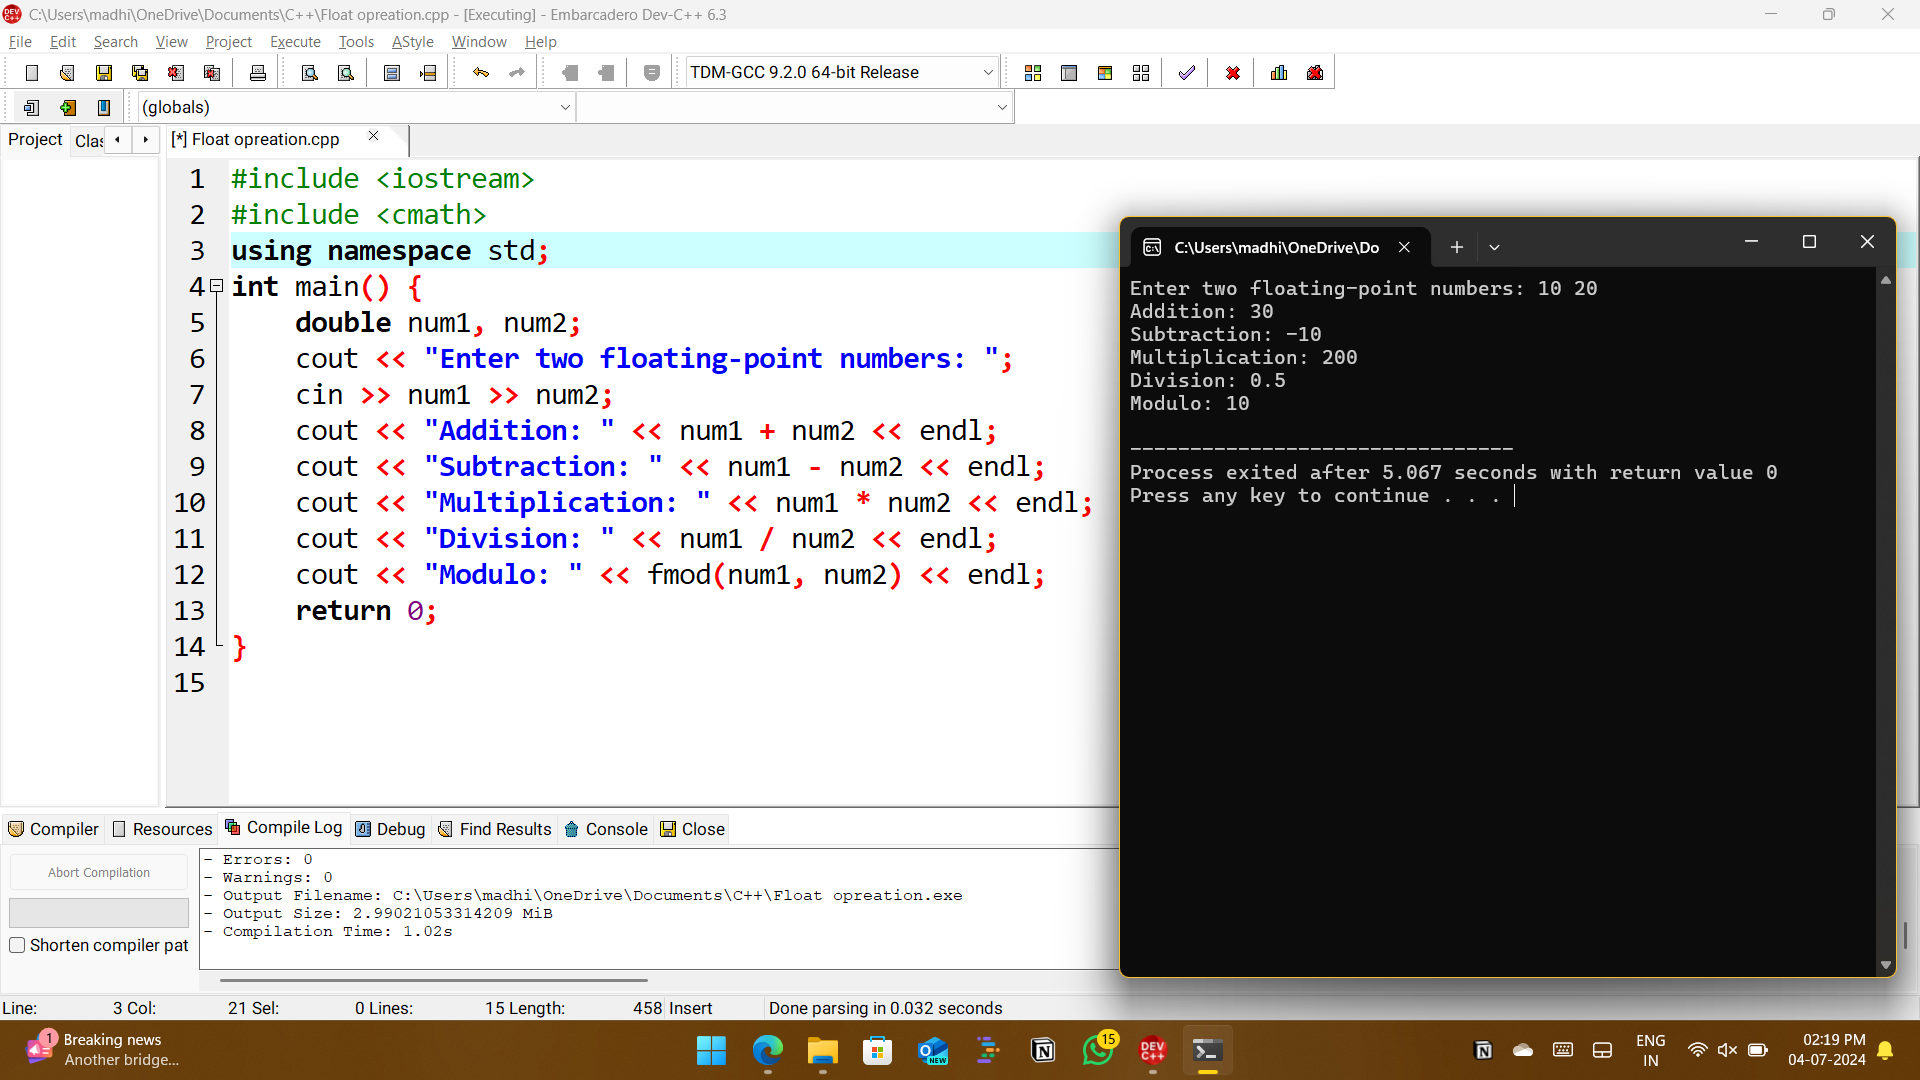 C:\Users\madhi\OneDrive\Documents\C++\Float opreation.cpp - [Executing] - Embarcadero Dev-C++ 6.3
File Edit Search View Project Execute Tools AStyle Window Help
TDM-GCC 9.2.0 64-bit Release
(globals)
Project Clas
[*] Float opreation.cpp
1 #include <iostream>
2 #include <cmath>
3 using namespace std;
4 int main() {
5 double num1, num2;
6 cout << "Enter two floating-point numbers: ";
7 cin >> num1 >> num2;
8 cout << "Addition: " << num1 + num2 << endl;
9 cout << "Subtraction: " << num1 - num2 << endl;
10 cout << "Multiplication: " << num1 * num2 << endl;
11 cout << "Division: " << num1 / num2 << endl;
12 cout << "Modulo: " << fmod(num1, num2) << endl;
13 return 0;
14 }
15
C:\Users\madhi\OneDrive\Do
Enter two floating-point numbers: 10 20
Addition: 30
Subtraction: -10
Multiplication: 200
Division: 0.5
Modulo: 10
--------------------------------
Process exited after 5.067 seconds with return value 0
Press any key to continue . . .
Compiler Resources Compile Log Debug Find Results Console Close
Abort Compilation
Shorten compiler pat
- Errors: 0
- Warnings: 0
- Output Filename: C:\Users\madhi\OneDrive\Documents\C++\Float opreation.exe
- Output Size: 2.99021053314209 MiB
- Compilation Time: 1.02s
Line: 3 Col: 21 Sel: 0 Lines: 15 Length: 458 Insert Done parsing in 0.032 seconds
1
Breaking news
Another bridge...
NEW
15
DEV C++
ENG
IN
02:19 PM
04-07-2024